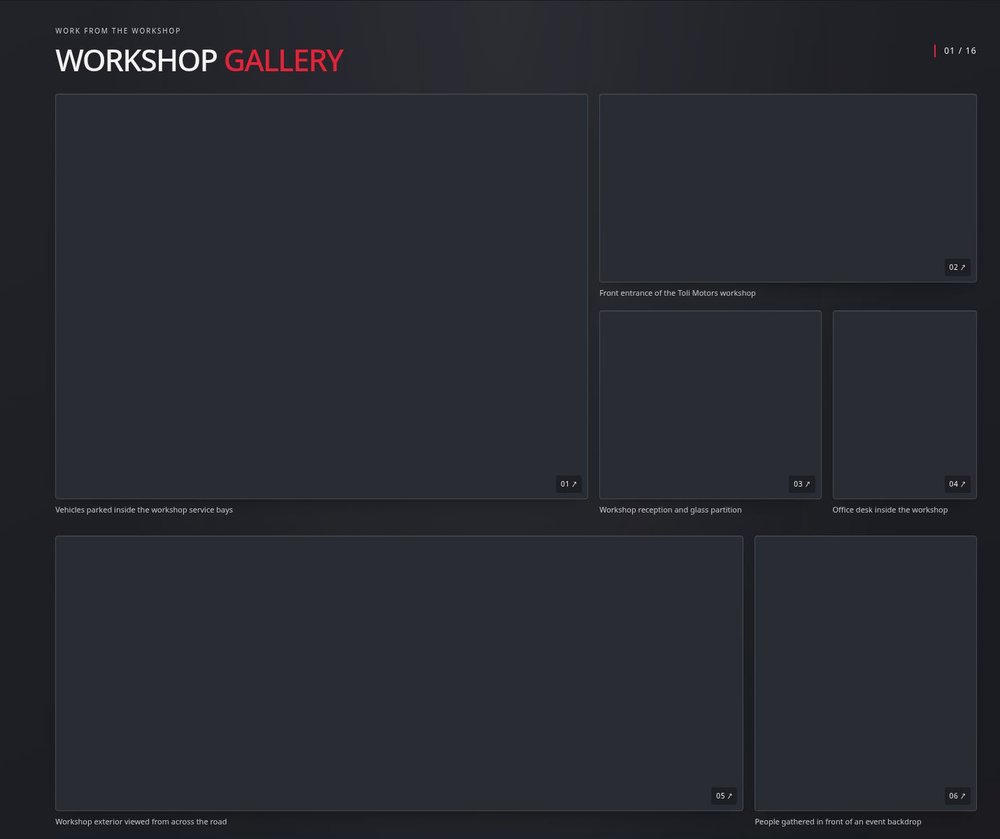 WORK FROM THE WORKSHOP
WORKSHOP GALLERY
01 / 16
01 ↗
Vehicles parked inside the workshop service bays
02 ↗
Front entrance of the Toli Motors workshop
03 ↗
Workshop reception and glass partition
04 ↗
Office desk inside the workshop
05 ↗
Workshop exterior viewed from across the road
06 ↗
People gathered in front of an event backdrop